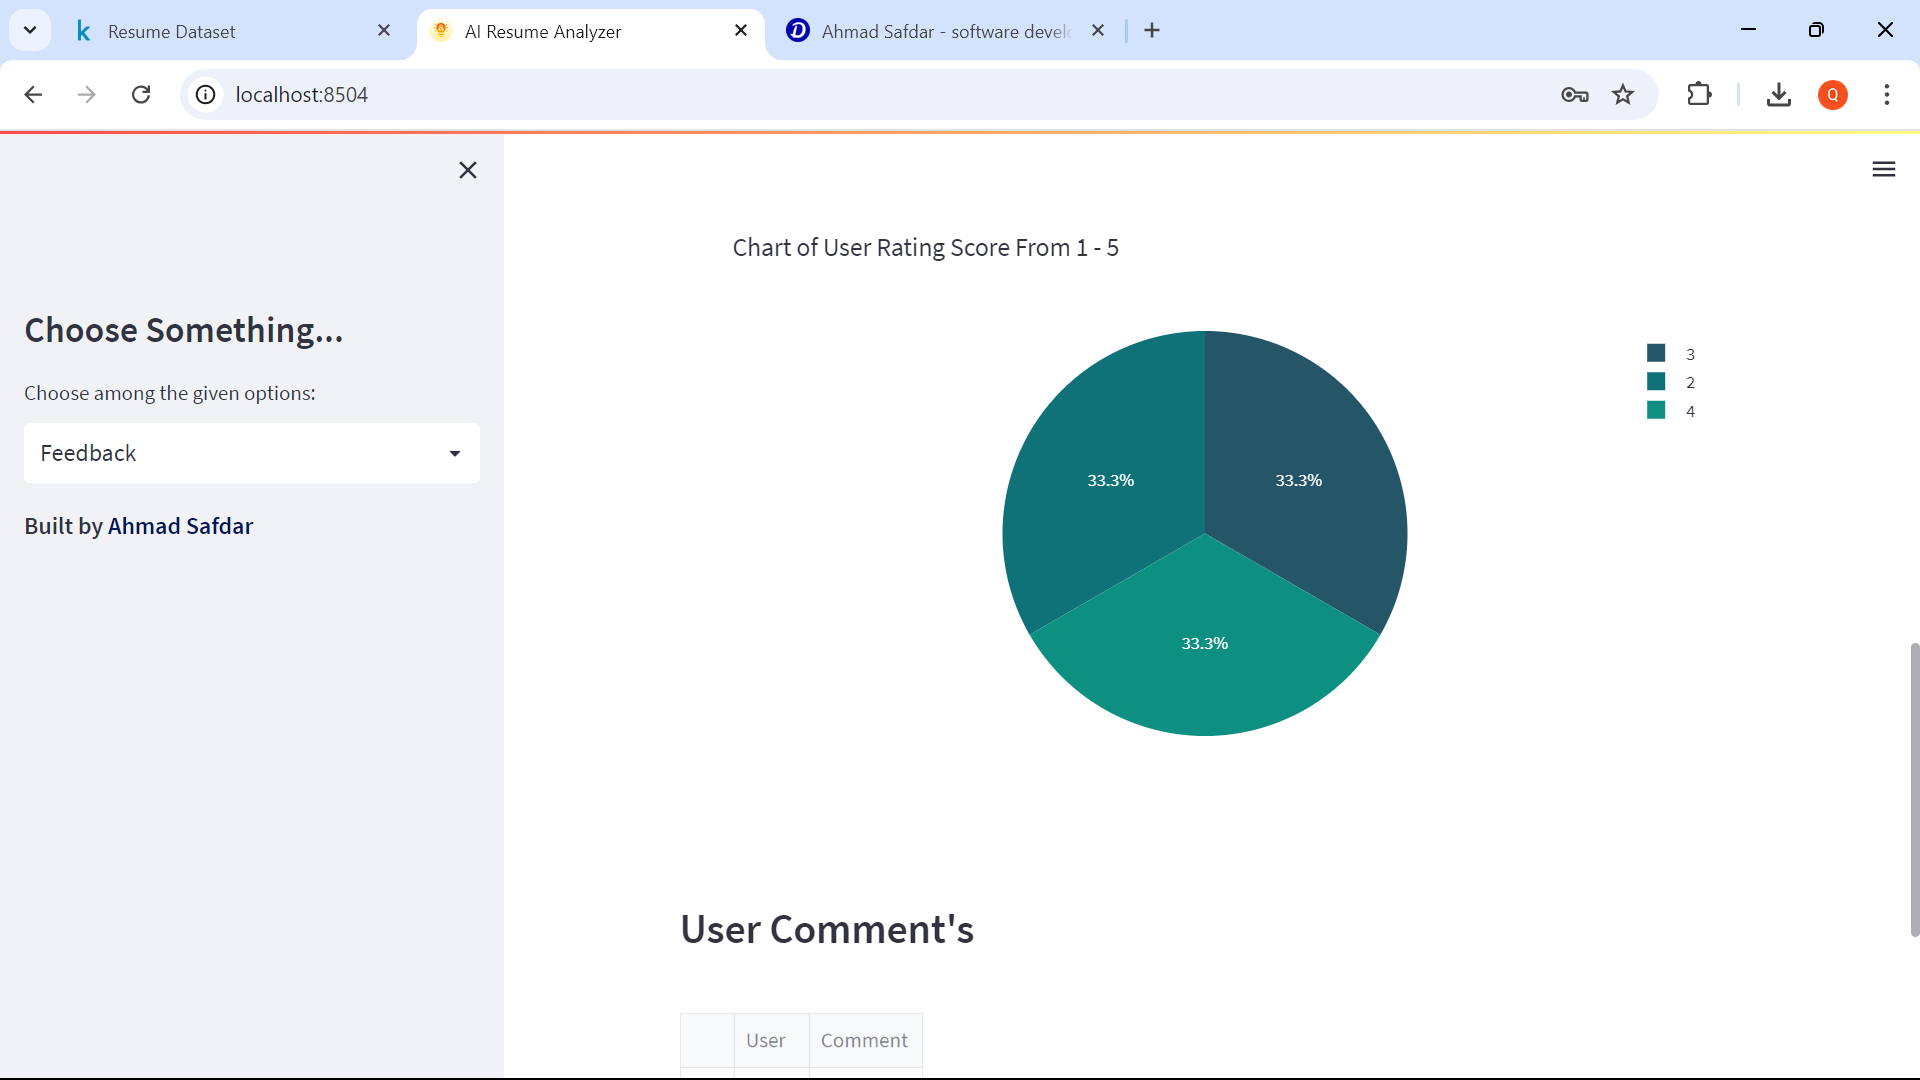 Resume Dataset
AI Resume Analyzer
Ahmad Safdar - software devel
localhost:8504
Q
Chart of User Rating Score From 1 - 5
Choose Something...
Choose among the given options:
Feedback
Built by Ahmad Safdar
3
2
4
33.3%
33.3%
33.3%
User Comment's
User
Comment